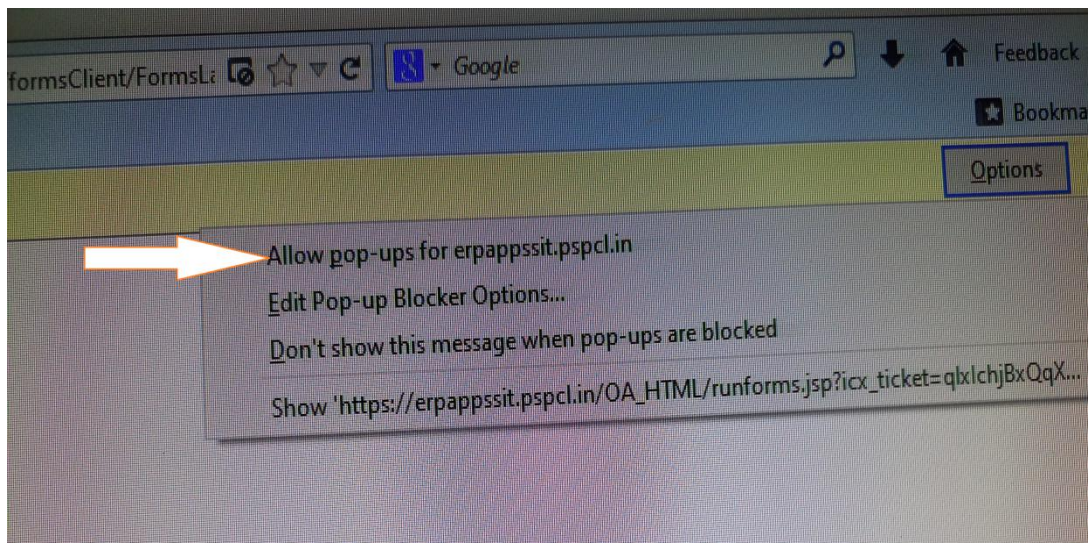 formsClient/FormsLa
Google
Feedback
Bookma
Options
Allow pop-ups for erpappssit.pspcl.in
Edit Pop-up Blocker Options...
Don't show this message when pop-ups are blocked
Show 'https://erpappssit.pspcl.in/OA_HTML/runforms.jsp?icx_ticket=qlxlchjBxQqX...